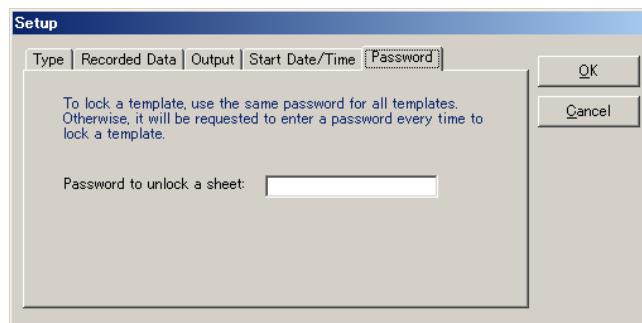 Setup
Type Recorded Data Output Start Date/Time Password
OK
To lock a template, use the same password for all templates.
Otherwise, it will be requested to enter a password every time to
lock a template.
Cancel
Password to unlock a sheet: